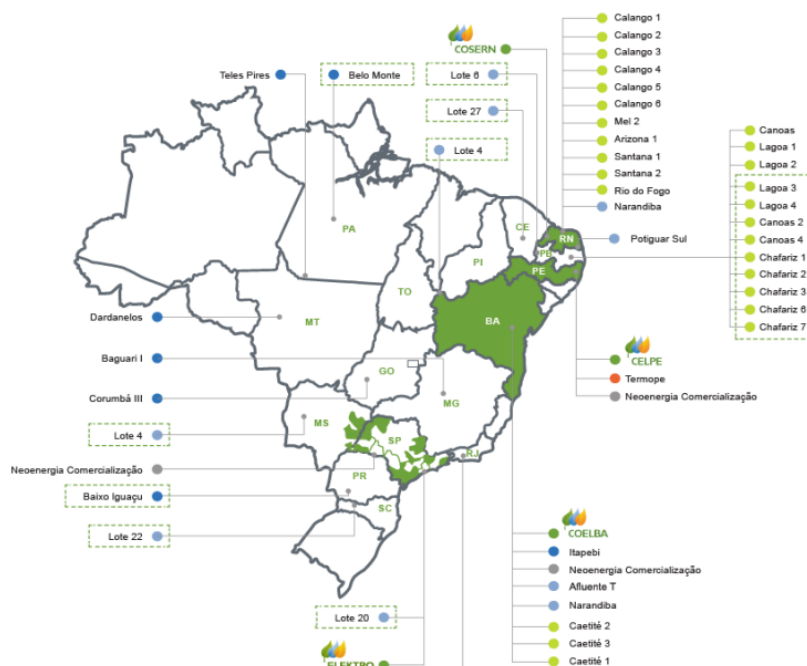 Calango 1
Calango 2
Calango 3
Calango 4
Calango 5
Calango 6
Mel 2
Arizona 1
Santana 1
Santana 2
Rio do Fogo
Narandiba
COSERN
Lote 6
Lote 27
Lote 4
Teles Pires
Belo Monte
Canoas
Lagoa 1
Lagoa 2
Lagoa 3
Lagoa 4
Canoas 2
Canoas 4
Chafariz 1
Chafariz 2
Chafariz 3
Chafariz 6
Chafariz 7
Potiguar Sul
PA
CE
RN
PB
PI
PE
TO
BA
MT
GO
MG
MS
SP
RJ
PR
SC
Dardanelos
Baguari I
Corumbá III
Lote 4
Neoenergia Comercialização
Baixo Iguaçu
Lote 22
CELPE
Termope
Neoenergia Comercialização
COELBA
Itapebi
Neoenergia Comercialização
Afluente T
Narandiba
Caetité 2
Caetité 3
Caetité 1
Lote 20
ELEKTRO